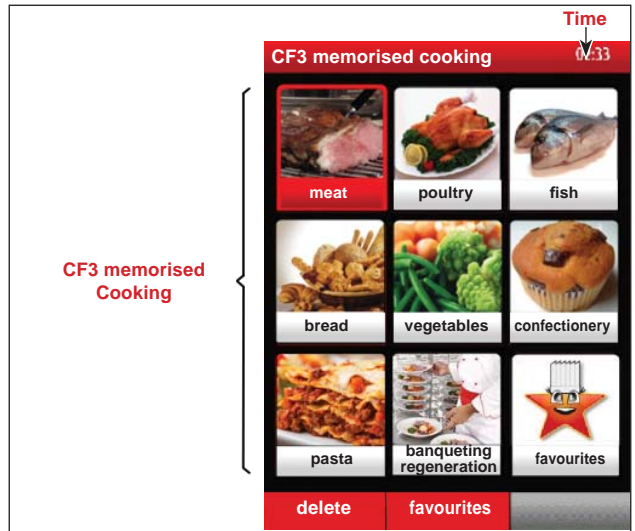 Time
CF3 memorised cooking
meat
poultry
fish
CF3 memorised
Cooking
bread
vegetables
confectionery
pasta
banqueting
regeneration
favourites
delete
favourites